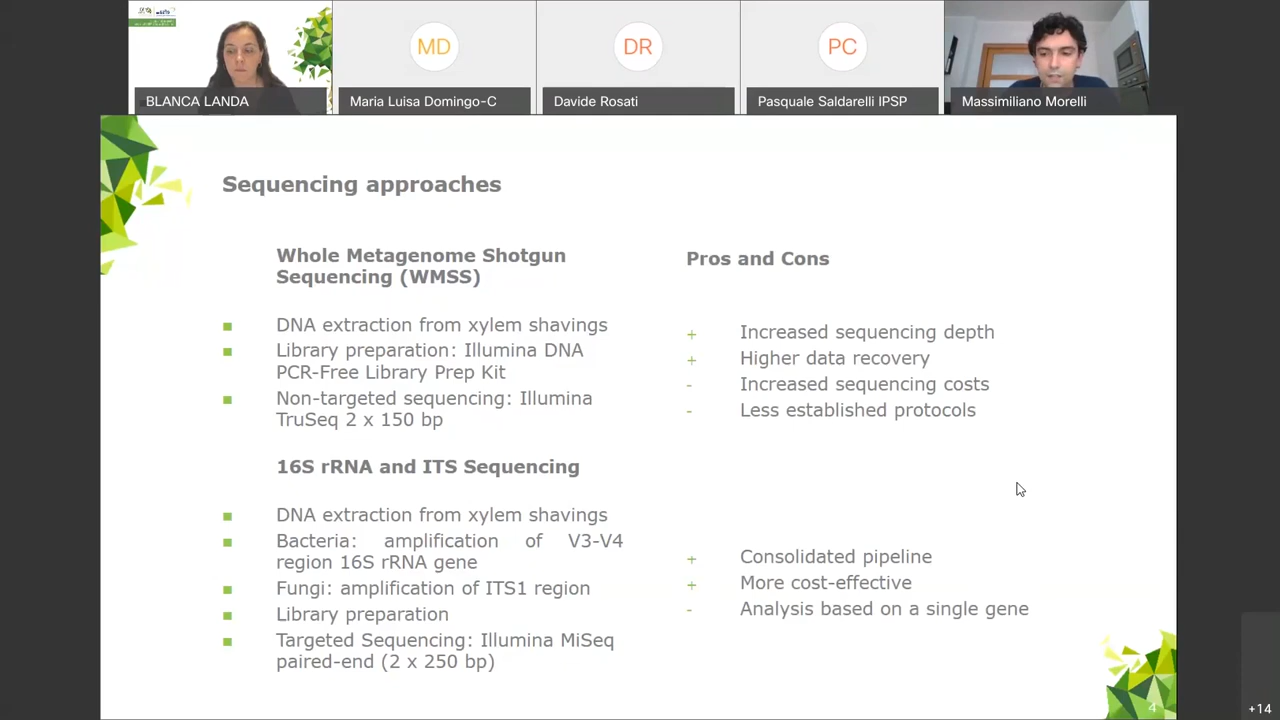 BLANCA LANDA
MD
Maria Luisa Domingo-C
DR
Davide Rosati
PC
Pasquale Saldarelli IPSP
Massimiliano Morelli
Sequencing approaches
Whole Metagenome Shotgun
Sequencing (WMSS)
■ DNA extraction from xylem shavings
■ Library preparation: Illumina DNA
PCR-Free Library Prep Kit
■ Non-targeted sequencing: Illumina
TruSeq 2 x 150 bp
Pros and Cons
+ Increased sequencing depth
+ Higher data recovery
- Increased sequencing costs
- Less established protocols
16S rRNA and ITS Sequencing
■ DNA extraction from xylem shavings
■ Bacteria: amplification of V3-V4
region 16S rRNA gene
■ Fungi: amplification of ITS1 region
■ Library preparation
■ Targeted Sequencing: Illumina MiSeq
paired-end (2 x 250 bp)
+ Consolidated pipeline
+ More cost-effective
- Analysis based on a single gene
4
+14